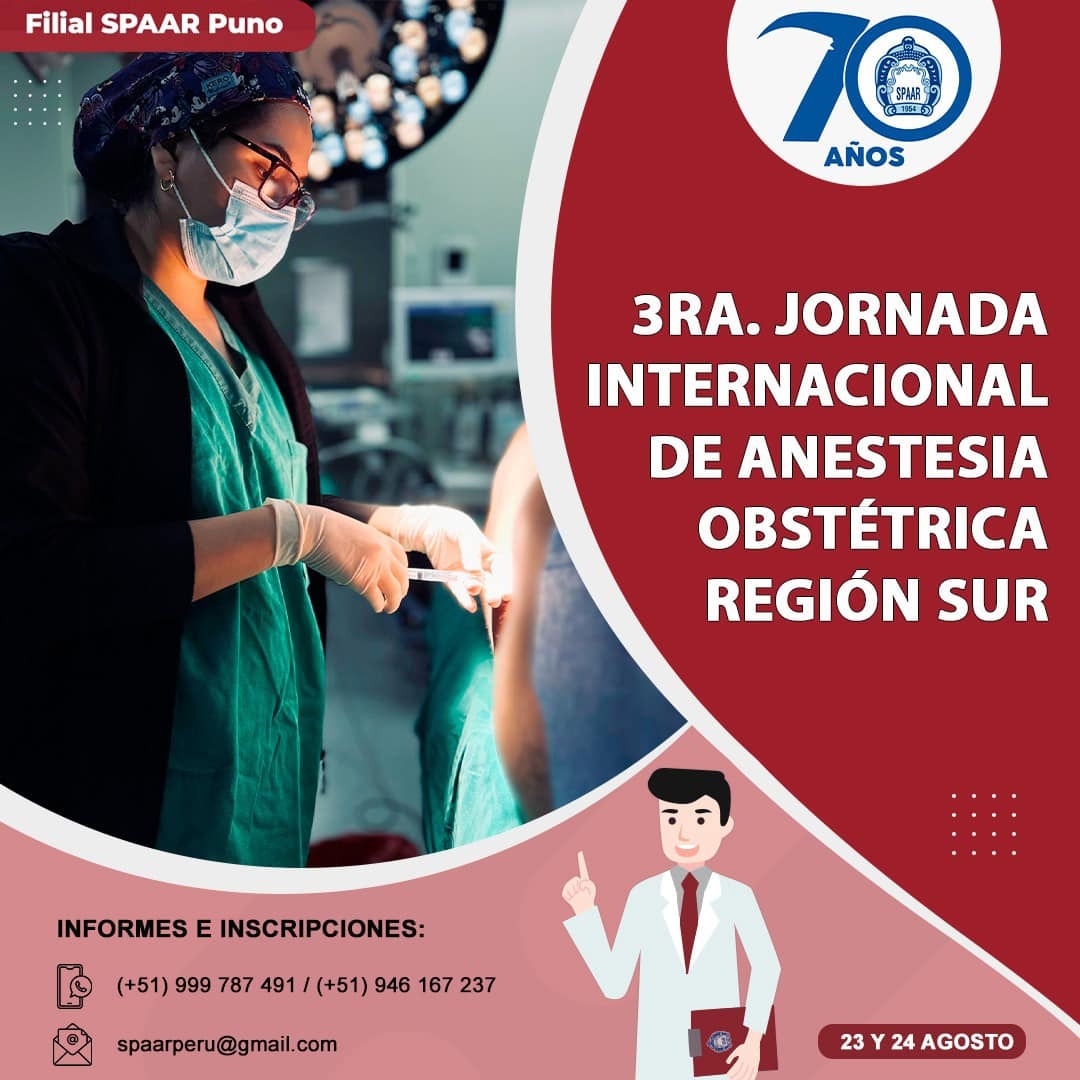 Filial SPAAR Puno
70
SPAAR
1954
AÑOS
3RA. JORNADA
INTERNACIONAL
DE ANESTESIA
OBSTÉTRICA
REGIÓN SUR
INFORMES E INSCRIPCIONES:
(+51) 999 787 491 / (+51) 946 167 237
spaarperu@gmail.com
23 Y 24 AGOSTO